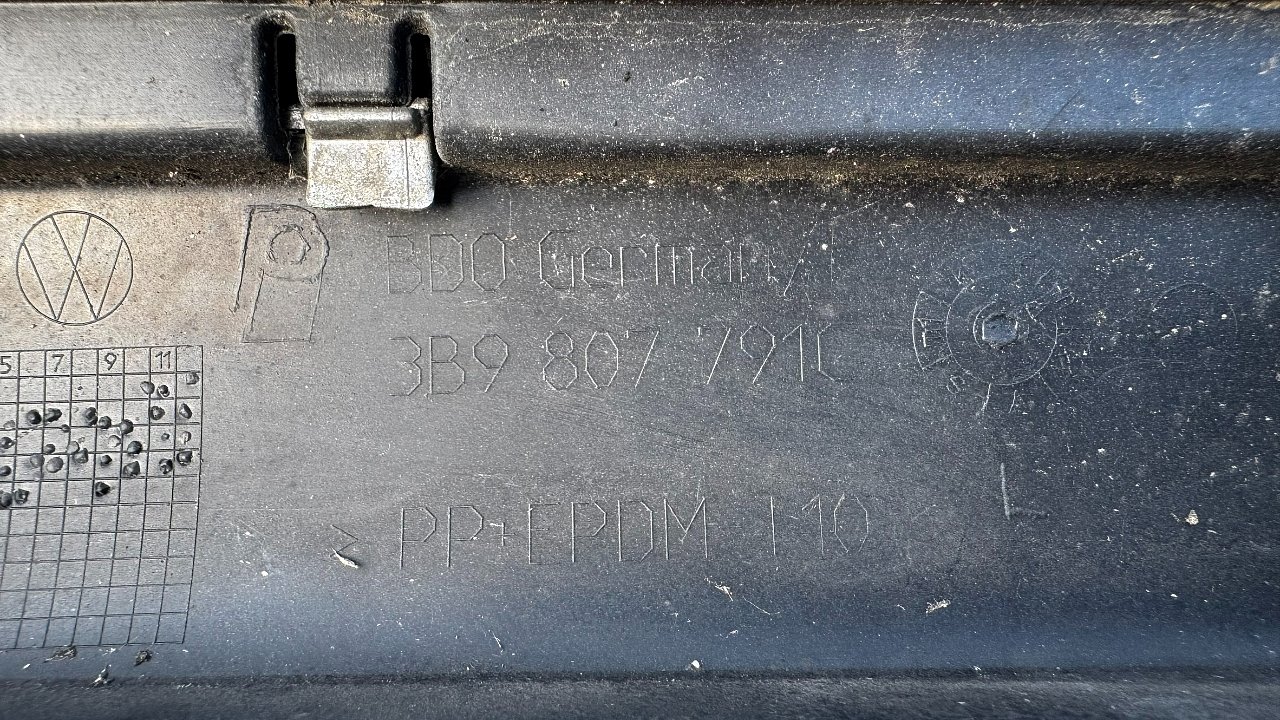 BDO Germany
3B9 807 791C
5 7 9 11
> PP+EPDM-T10 <
L